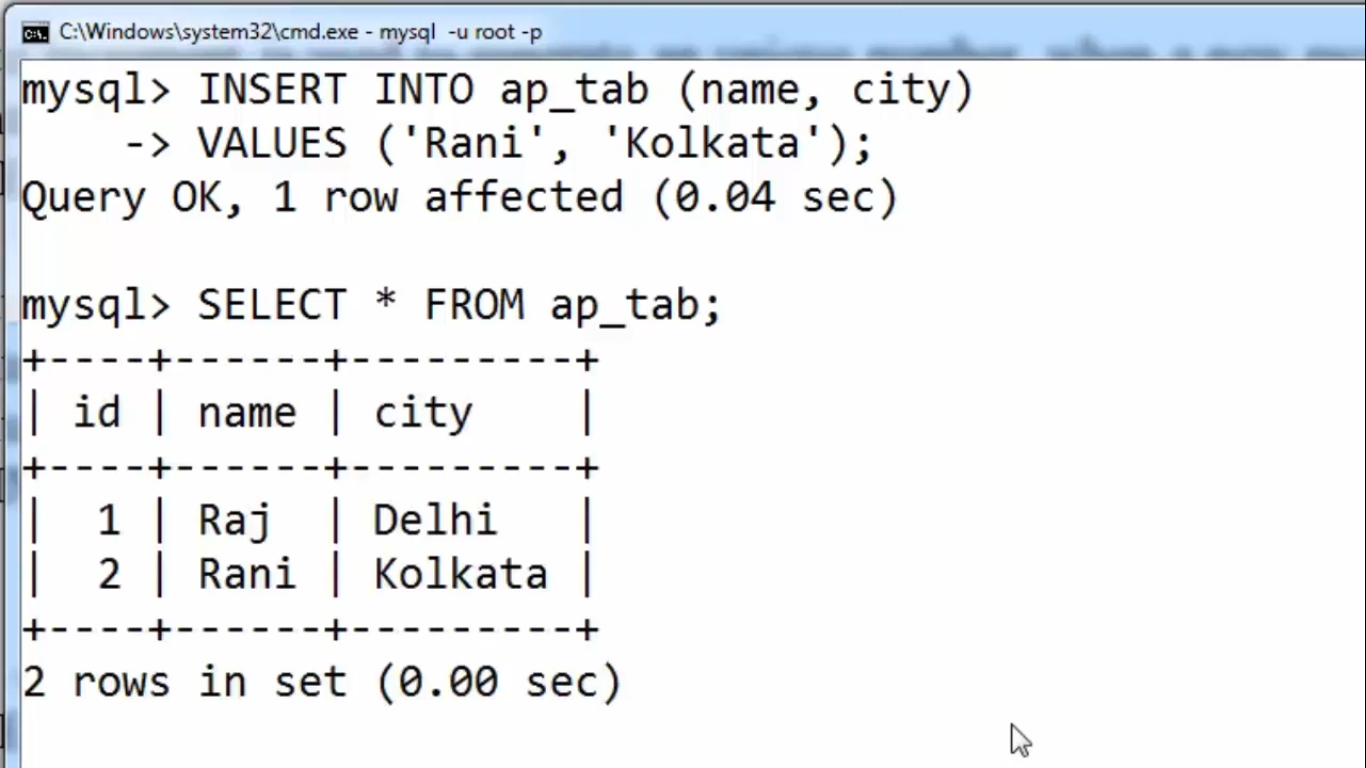 C:\Windows\system32\cmd.exe - mysql  -u root -p
mysql> INSERT INTO ap_tab (name, city)
    -> VALUES ('Rani', 'Kolkata');
Query OK, 1 row affected (0.04 sec)
mysql> SELECT * FROM ap_tab;
+----+------+---------+
| id | name | city    |
+----+------+---------+
|  1 | Raj  | Delhi   |
|  2 | Rani | Kolkata |
+----+------+---------+
2 rows in set (0.00 sec)